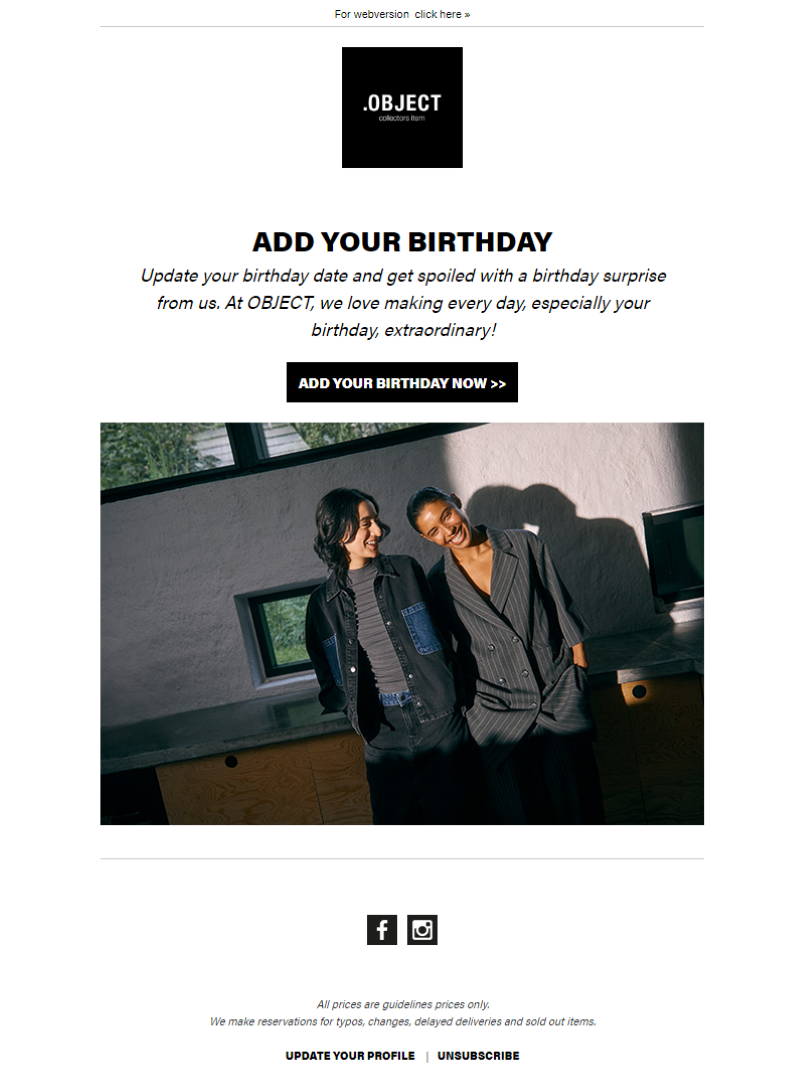 For webversion  click here »
.OBJECT
collectors item
ADD YOUR BIRTHDAY
Update your birthday date and get spoiled with a birthday surprise
from us. At OBJECT, we love making every day, especially your
birthday, extraordinary!
ADD YOUR BIRTHDAY NOW >>
All prices are guidelines prices only.
We make reservations for typos, changes, delayed deliveries and sold out items.
UPDATE YOUR PROFILE | UNSUBSCRIBE